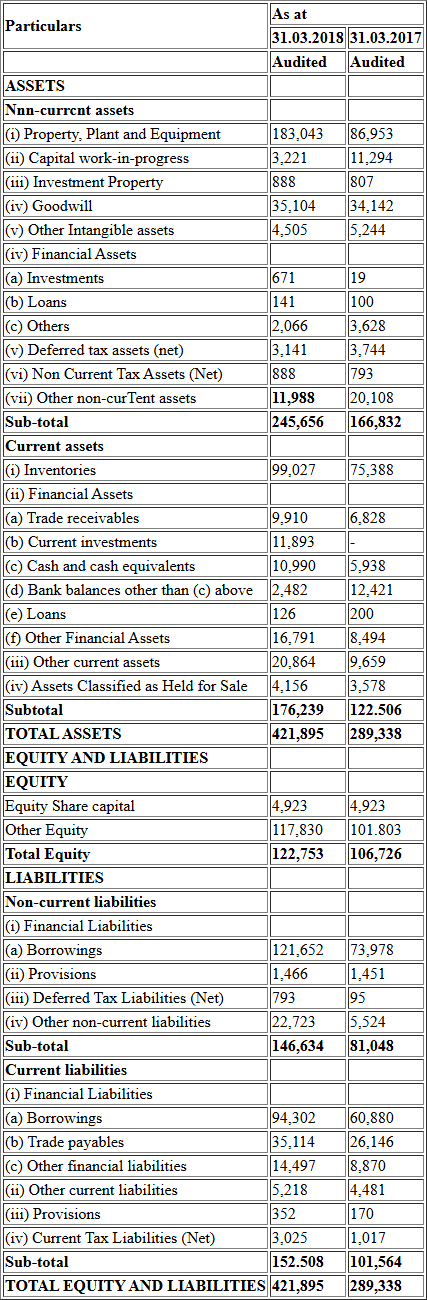 Particulars As at
31.03.2018 31.03.2017
Audited Audited
ASSETS
Nnn-currcnt assets
(i) Property, Plant and Equipment 183,043 86,953
(ii) Capital work-in-progress 3,221 11,294
(iii) Investment Property 888 807
(iv) Goodwill 35,104 34,142
(v) Other Intangible assets 4,505 5,244
(iv) Financial Assets
(a) Investments 671 19
(b) Loans 141 100
(c) Others 2,066 3,628
(v) Deferred tax assets (net) 3,141 3,744
(vi) Non Current Tax Assets (Net) 888 793
(vii) Other non-curTent assets 11,988 20,108
Sub-total 245,656 166,832
Current assets
(i) Inventories 99,027 75,388
(ii) Financial Assets
(a) Trade receivables 9,910 6,828
(b) Current investments 11,893 -
(c) Cash and cash equivalents 10,990 5,938
(d) Bank balances other than (c) above 2,482 12,421
(e) Loans 126 200
(f) Other Financial Assets 16,791 8,494
(iii) Other current assets 20,864 9,659
(iv) Assets Classified as Held for Sale 4,156 3,578
Subtotal 176,239 122.506
TOTAL ASSETS 421,895 289,338
EQUITY AND LIABILITIES
EQUITY
Equity Share capital 4,923 4,923
Other Equity 117,830 101.803
Total Equity 122,753 106,726
LIABILITIES
Non-current liabilities
(i) Financial Liabilities
(a) Borrowings 121,652 73,978
(ii) Provisions 1,466 1,451
(iii) Deferred Tax Liabilities (Net) 793 95
(iv) Other non-current liabilities 22,723 5,524
Sub-total 146,634 81,048
Current liabilities
(i) Financial Liabilities
(a) Borrowings 94,302 60,880
(b) Trade payables 35,114 26,146
(c) Other financial liabilities 14,497 8,870
(ii) Other current liabilities 5,218 4,481
(iii) Provisions 352 170
(iv) Current Tax Liabilities (Net) 3,025 1,017
Sub-total 152.508 101,564
TOTAL EQUITY AND LIABILITIES 421,895 289,338